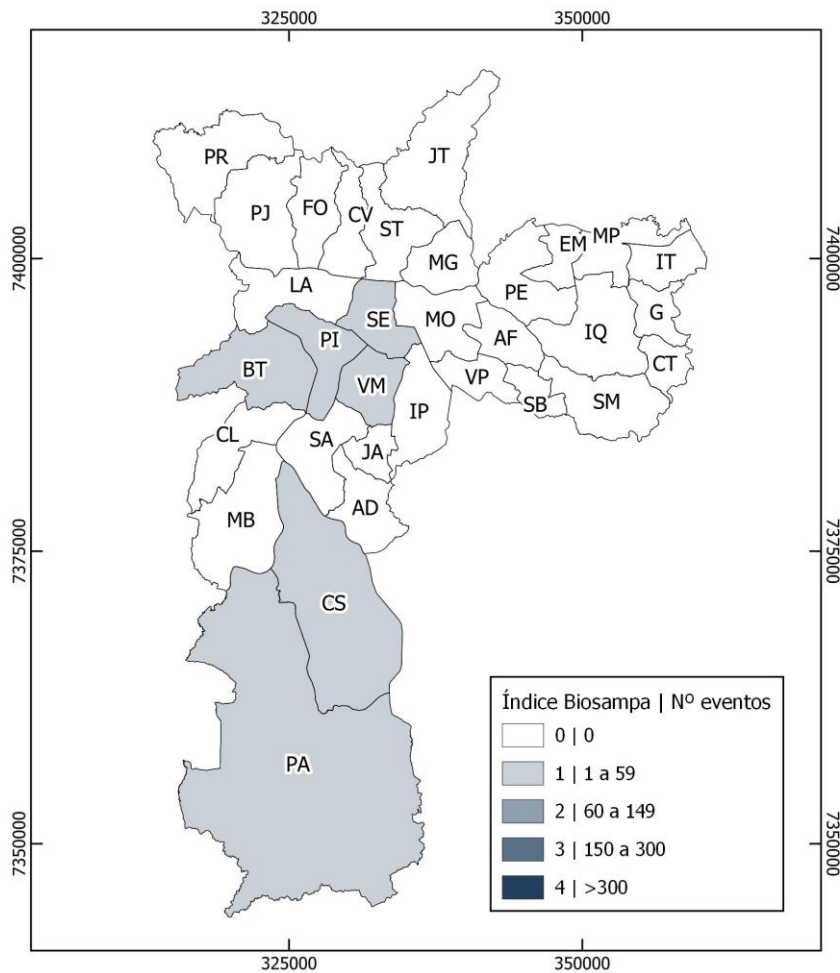 325000
350000
PR
JT
PJ
FO
CV
ST
EM
MP
7400000
MG
IT
7400000
LA
PE
G
SE
MO
IQ
PI
AF
BT
VM
VP
CT
IP
SB
SM
CL
SA
JA
MB
AD
7375000
7375000
CS
PA
Índice Biosampa | Nº eventos
0 | 0
1 | 1 a 59
2 | 60 a 149
3 | 150 a 300
4 | >300
7350000
7350000
325000
350000